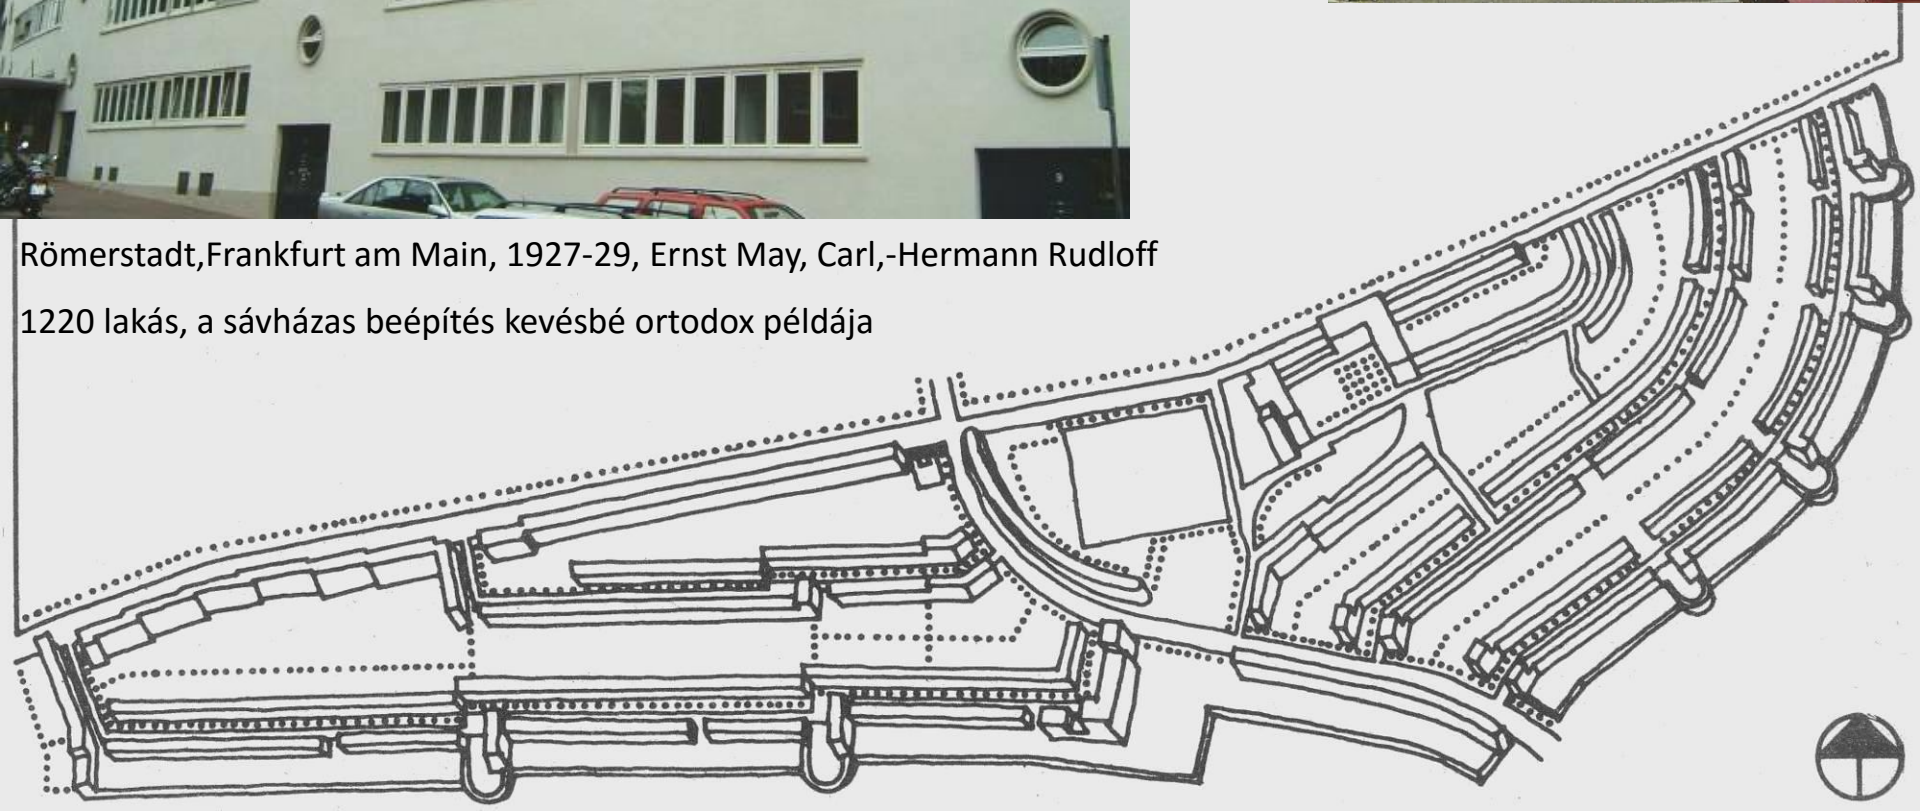 Römerstadt,Frankfurt am Main, 1927-29, Ernst May, Carl,-Hermann Rudloff
1220 lakás, a sávházas beépítés kevésbé ortodox példája